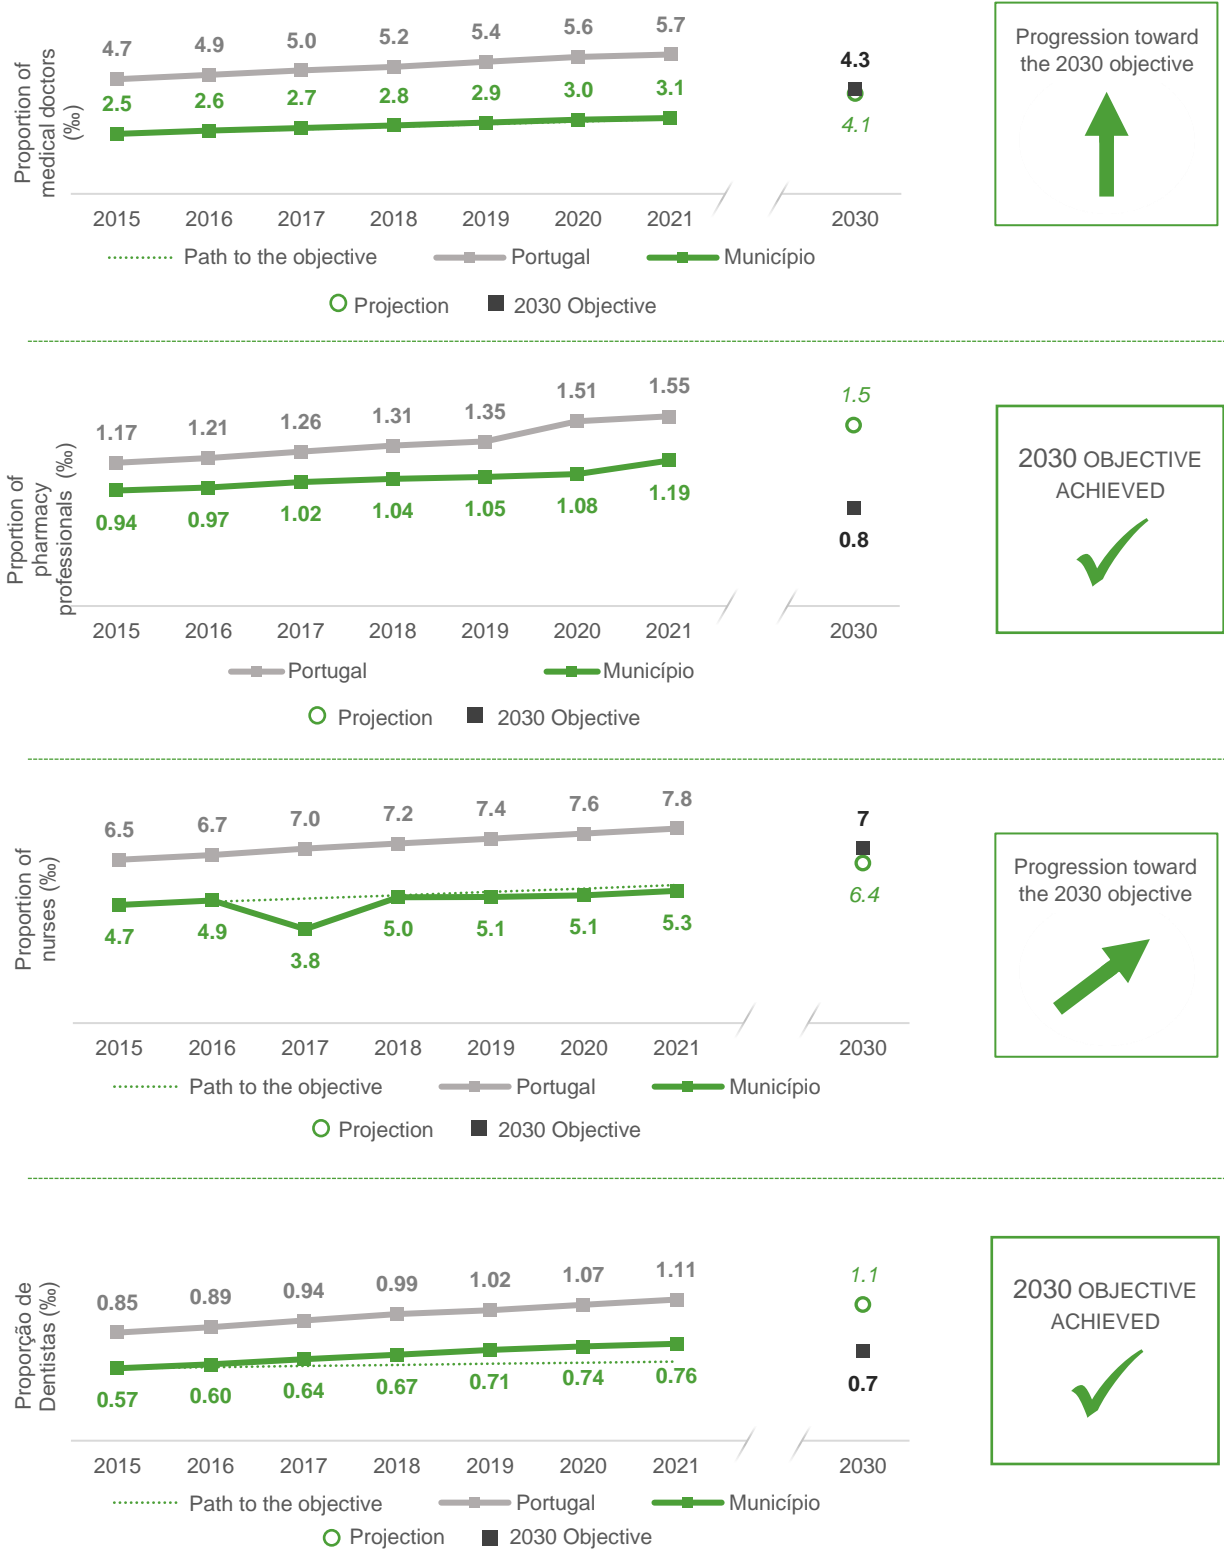 Proportion of
medical doctors
(‰)
4.7 4.9 5.0 5.2 5.4 5.6 5.7
2.5 2.6 2.7 2.8 2.9 3.0 3.1
4.3
4.1
2015 2016 2017 2018 2019 2020 2021 2030
Path to the objective Portugal Município
Projection 2030 Objective
Progression toward
the 2030 objective
Prportion of
pharmacy
professionals (‰)
1.17 1.21 1.26 1.31 1.35 1.51 1.55
0.94 0.97 1.02 1.04 1.05 1.08 1.19
1.5
0.8
2015 2016 2017 2018 2019 2020 2021 2030
Portugal Município
Projection 2030 Objective
2030 OBJECTIVE
ACHIEVED
Proportion of
nurses (‰)
6.5 6.7 7.0 7.2 7.4 7.6 7.8
4.7 4.9 3.8 5.0 5.1 5.1 5.3
7
6.4
2015 2016 2017 2018 2019 2020 2021 2030
Path to the objective Portugal Município
Projection 2030 Objective
Progression toward
the 2030 objective
Proporção de
Dentistas (‰)
0.85 0.89 0.94 0.99 1.02 1.07 1.11
0.57 0.60 0.64 0.67 0.71 0.74 0.76
1.1
0.7
2015 2016 2017 2018 2019 2020 2021 2030
Path to the objective Portugal Município
Projection 2030 Objective
2030 OBJECTIVE
ACHIEVED